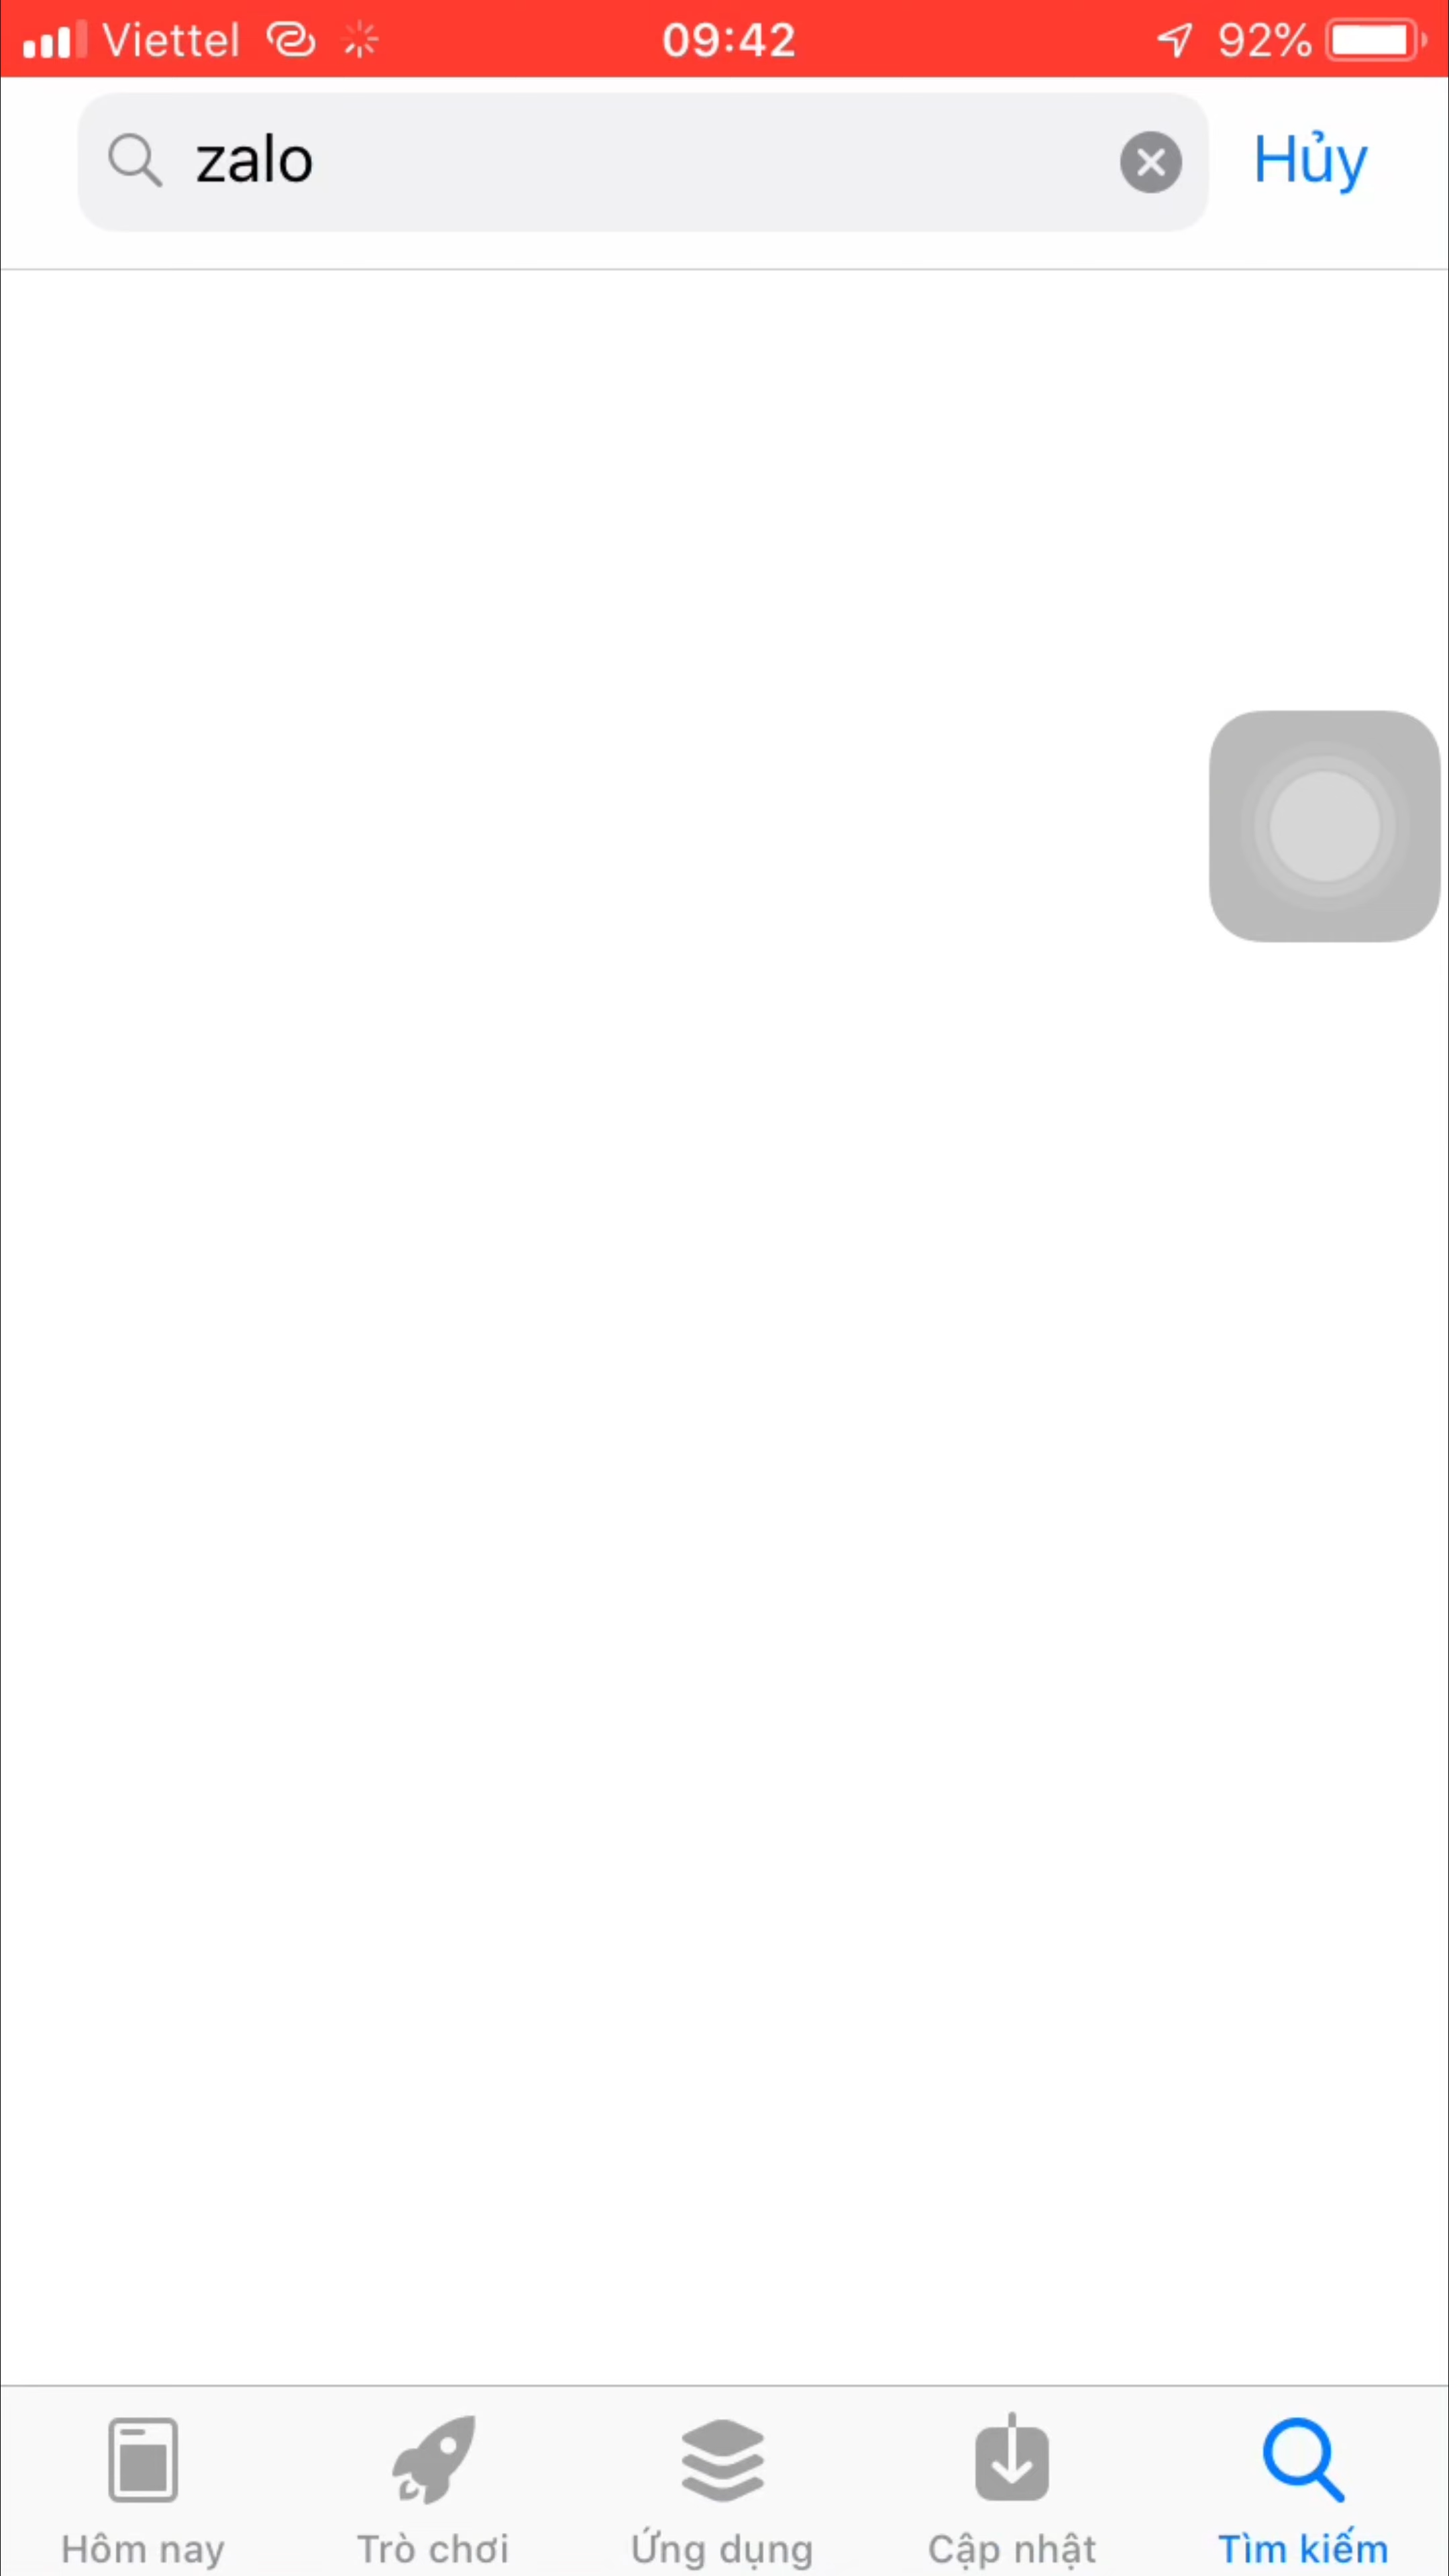 Viettel 09:42 92%
zalo Hủy
Hôm nay Trò chơi Ứng dụng Cập nhật Tìm kiếm